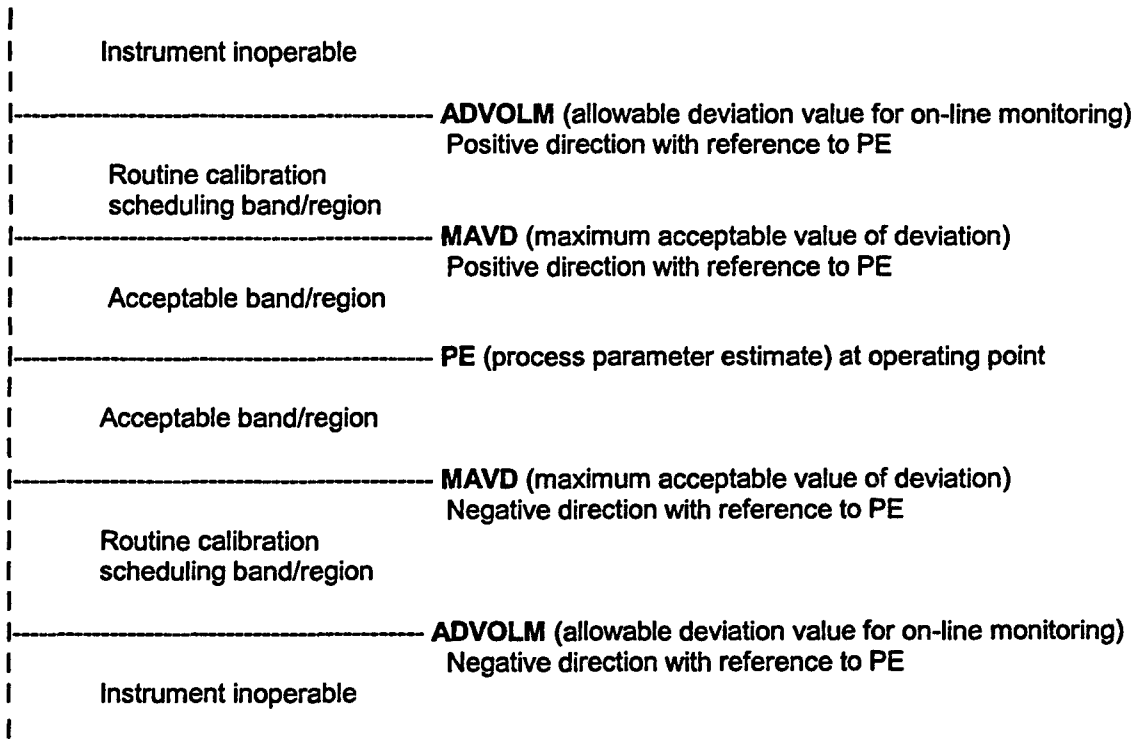 Instrument inoperable
ADVOLM (allowable deviation value for on-line monitoring)
Positive direction with reference to PE
Routine calibration
scheduling band/region
MAVD (maximum acceptable value of deviation)
Positive direction with reference to PE
Acceptable band/region
PE (process parameter estimate) at operating point
Acceptable band/region
MAVD (maximum acceptable value of deviation)
Negative direction with reference to PE
Routine calibration
scheduling band/region
ADVOLM (allowable deviation value for on-line monitoring)
Negative direction with reference to PE
Instrument inoperable